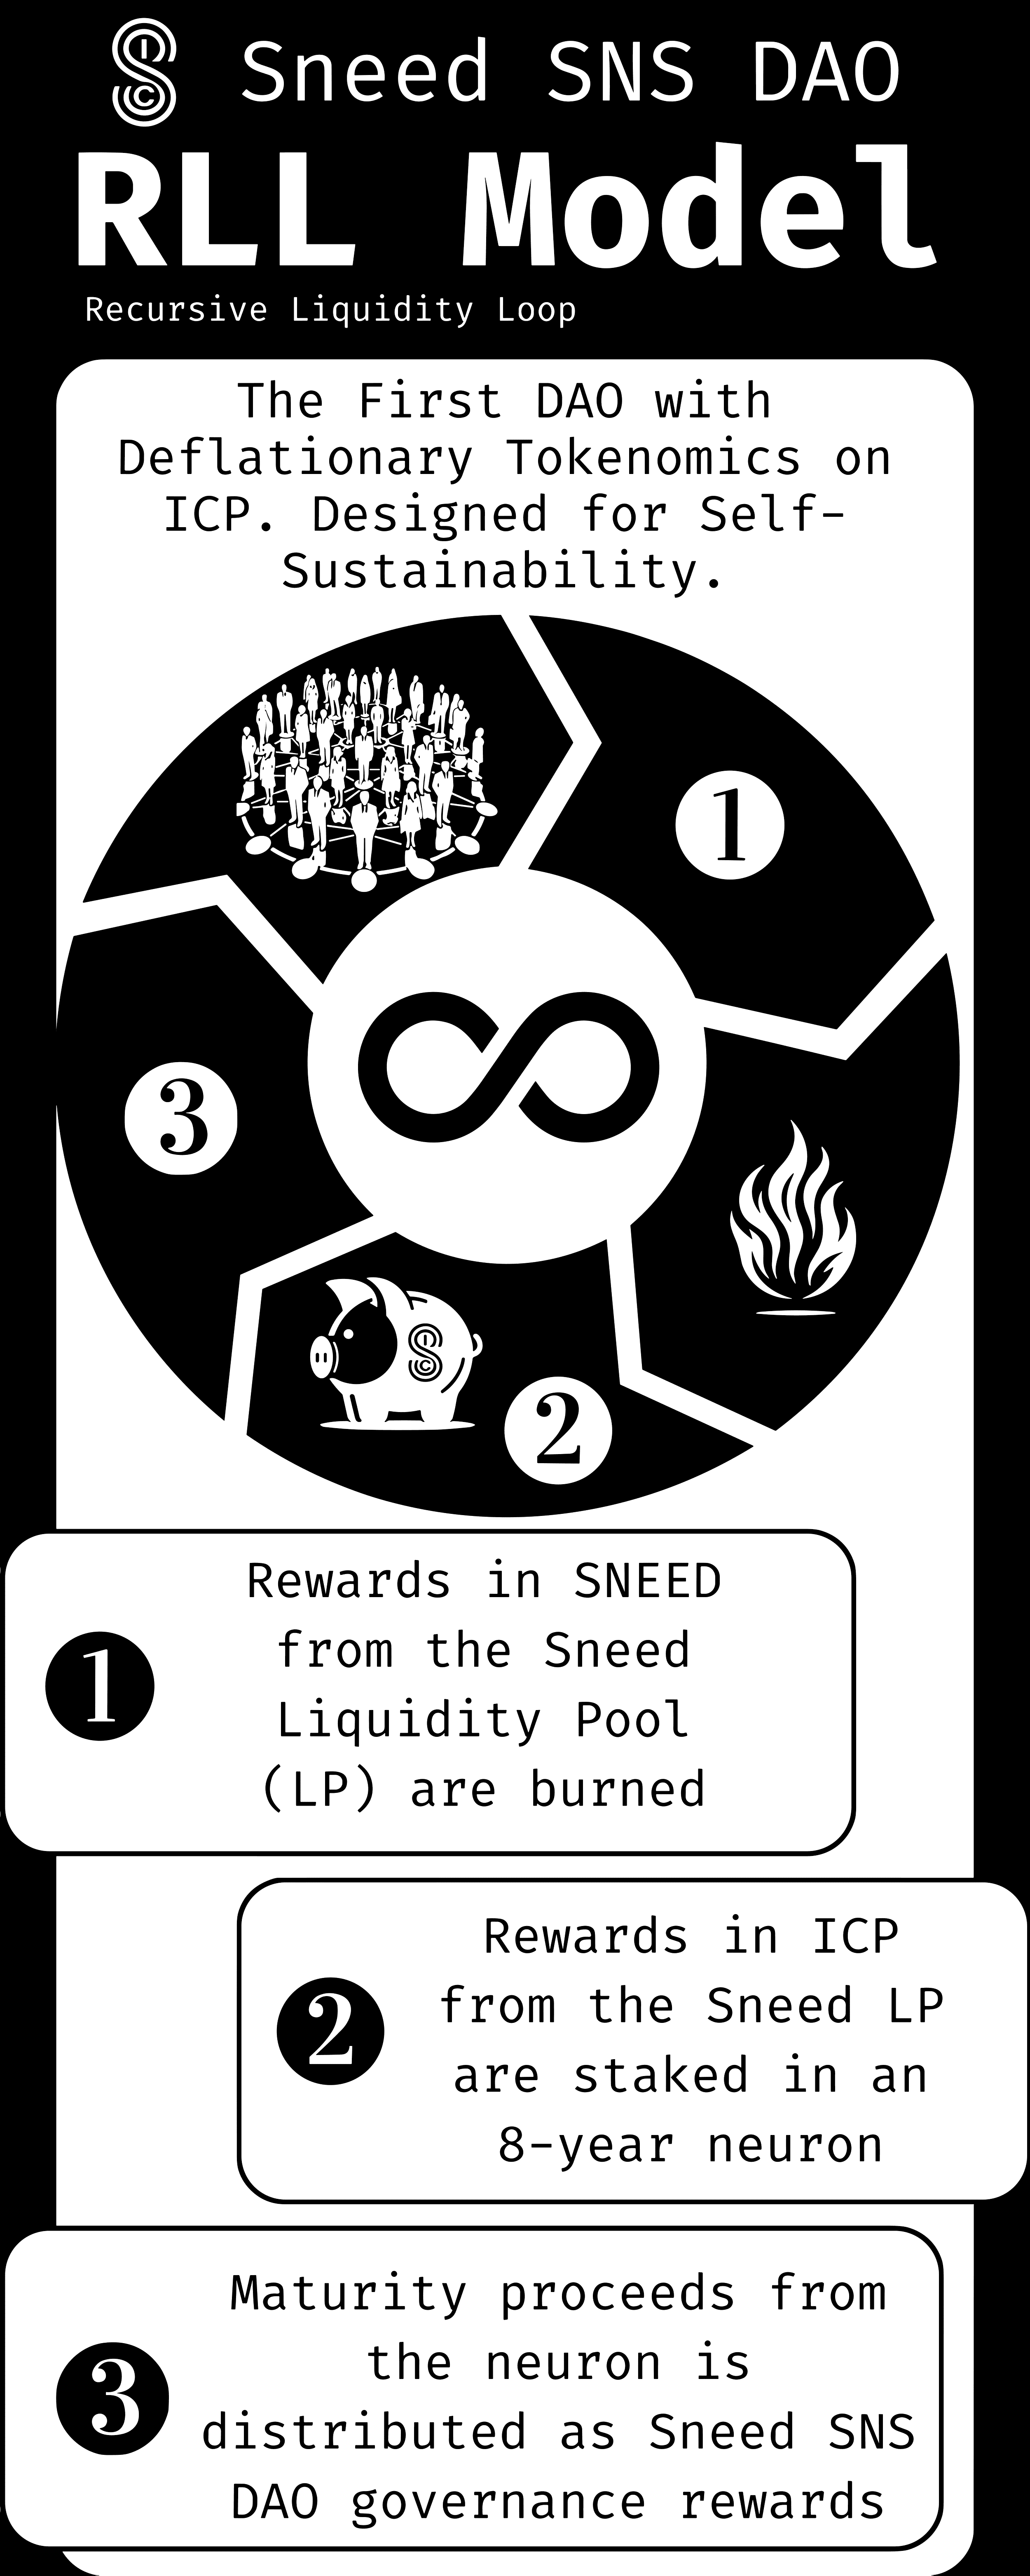 Sneed SNS DAO
RLL Model
Recursive Liquidity Loop
The First DAO with
Deflationary Tokenomics on
ICP. Designed for Self-
Sustainability.
1
3
2
1
Rewards in SNEED
from the Sneed
Liquidity Pool
(LP) are burned
2
Rewards in ICP
from the Sneed LP
are staked in an
8-year neuron
3
Maturity proceeds from
the neuron is
distributed as Sneed SNS
DAO governance rewards